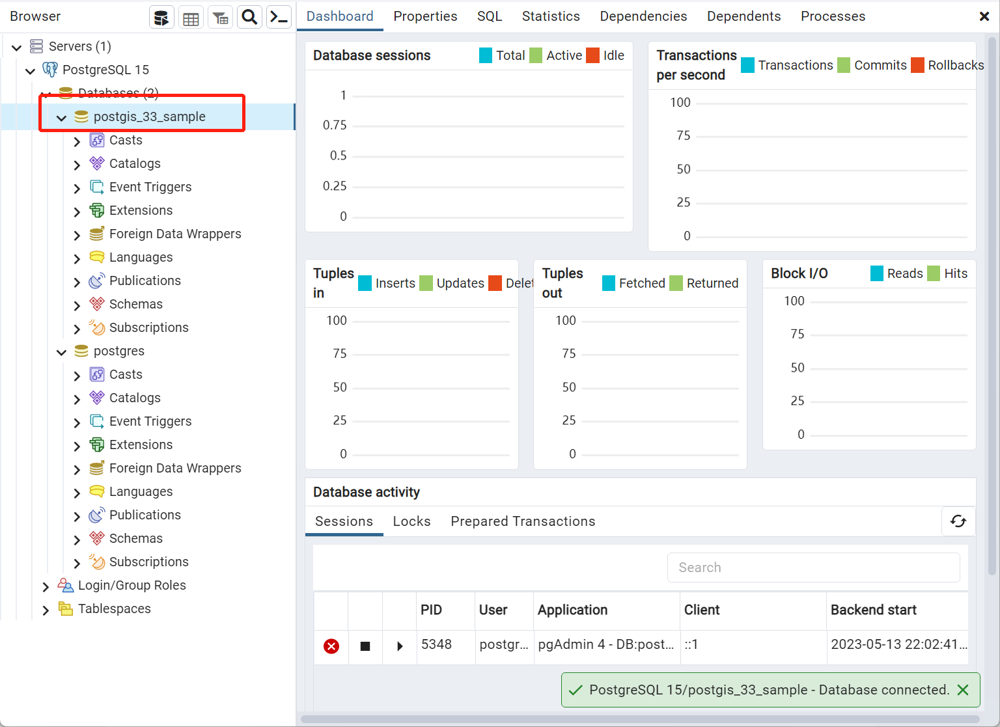 Browser
Servers (1)
PostgreSQL 15
Databases (2)
postgis_33_sample
Casts
Catalogs
Event Triggers
Extensions
Foreign Data Wrappers
Languages
Publications
Schemas
Subscriptions
postgres
Casts
Catalogs
Event Triggers
Extensions
Foreign Data Wrappers
Languages
Publications
Schemas
Subscriptions
Login/Group Roles
Tablespaces
Dashboard Properties SQL Statistics Dependencies Dependents Processes
Database sessions Total Active Idle
1
0.75
0.5
0.25
0
Transactions
per second
Transactions Commits Rollbacks
100
75
50
25
0
Tuples
in
Inserts Updates Delet
100
75
50
25
0
Tuples
out
Fetched Returned
100
75
50
25
0
Block I/O Reads Hits
100
75
50
25
0
Database activity
Sessions Locks Prepared Transactions
Search
PID User Application Client Backend start
5348 postgr... pgAdmin 4 - DB:post... ::1 2023-05-13 22:02:41...
PostgreSQL 15/postgis_33_sample - Database connected.